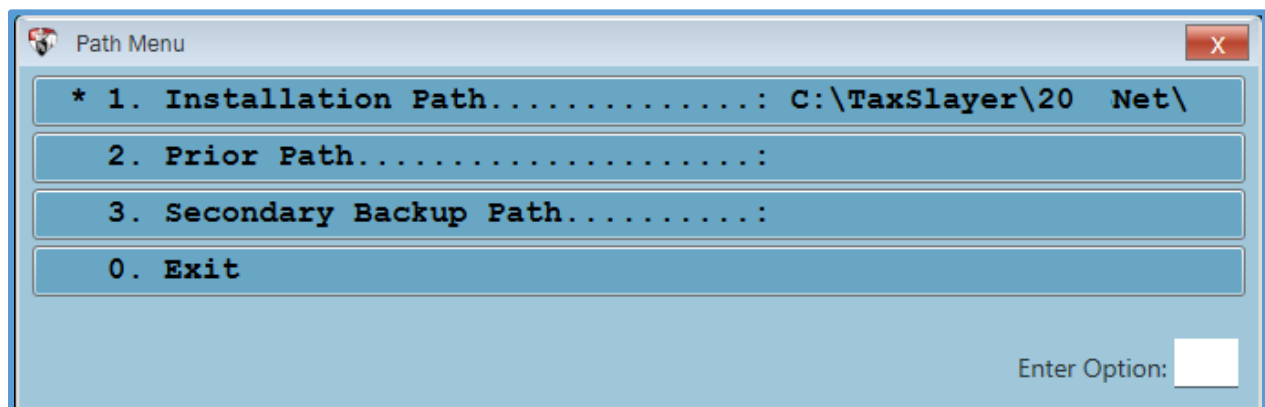 Path Menu
X
* 1. Installation Path..............: C:\TaxSlayer\20  Net\
2. Prior Path.....................:
3. Secondary Backup Path..........:
0. Exit
Enter Option: